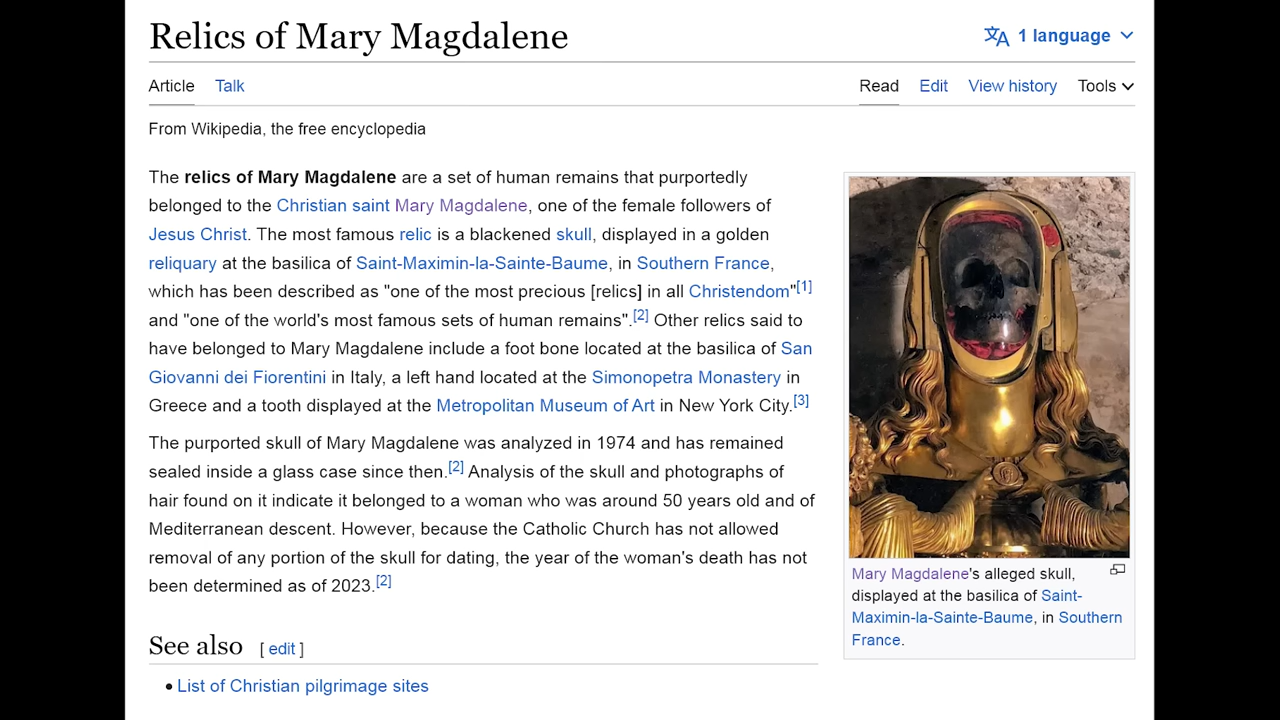 Relics of Mary Magdalene
1 language
Article Talk
Read Edit View history Tools
From Wikipedia, the free encyclopedia
The relics of Mary Magdalene are a set of human remains that purportedly
belonged to the Christian saint Mary Magdalene, one of the female followers of
Jesus Christ. The most famous relic is a blackened skull, displayed in a golden
reliquary at the basilica of Saint-Maximin-la-Sainte-Baume, in Southern France,
which has been described as "one of the most precious [relics] in all Christendom"[1]
and "one of the world's most famous sets of human remains".[2] Other relics said to
have belonged to Mary Magdalene include a foot bone located at the basilica of San
Giovanni dei Fiorentini in Italy, a left hand located at the Simonopetra Monastery in
Greece and a tooth displayed at the Metropolitan Museum of Art in New York City.[3]
The purported skull of Mary Magdalene was analyzed in 1974 and has remained
sealed inside a glass case since then.[2] Analysis of the skull and photographs of
hair found on it indicate it belonged to a woman who was around 50 years old and of
Mediterranean descent. However, because the Catholic Church has not allowed
removal of any portion of the skull for dating, the year of the woman's death has not
been determined as of 2023.[2]
Mary Magdalene's alleged skull,
displayed at the basilica of Saint-
Maximin-la-Sainte-Baume, in Southern
France.
See also [ edit ]
• List of Christian pilgrimage sites